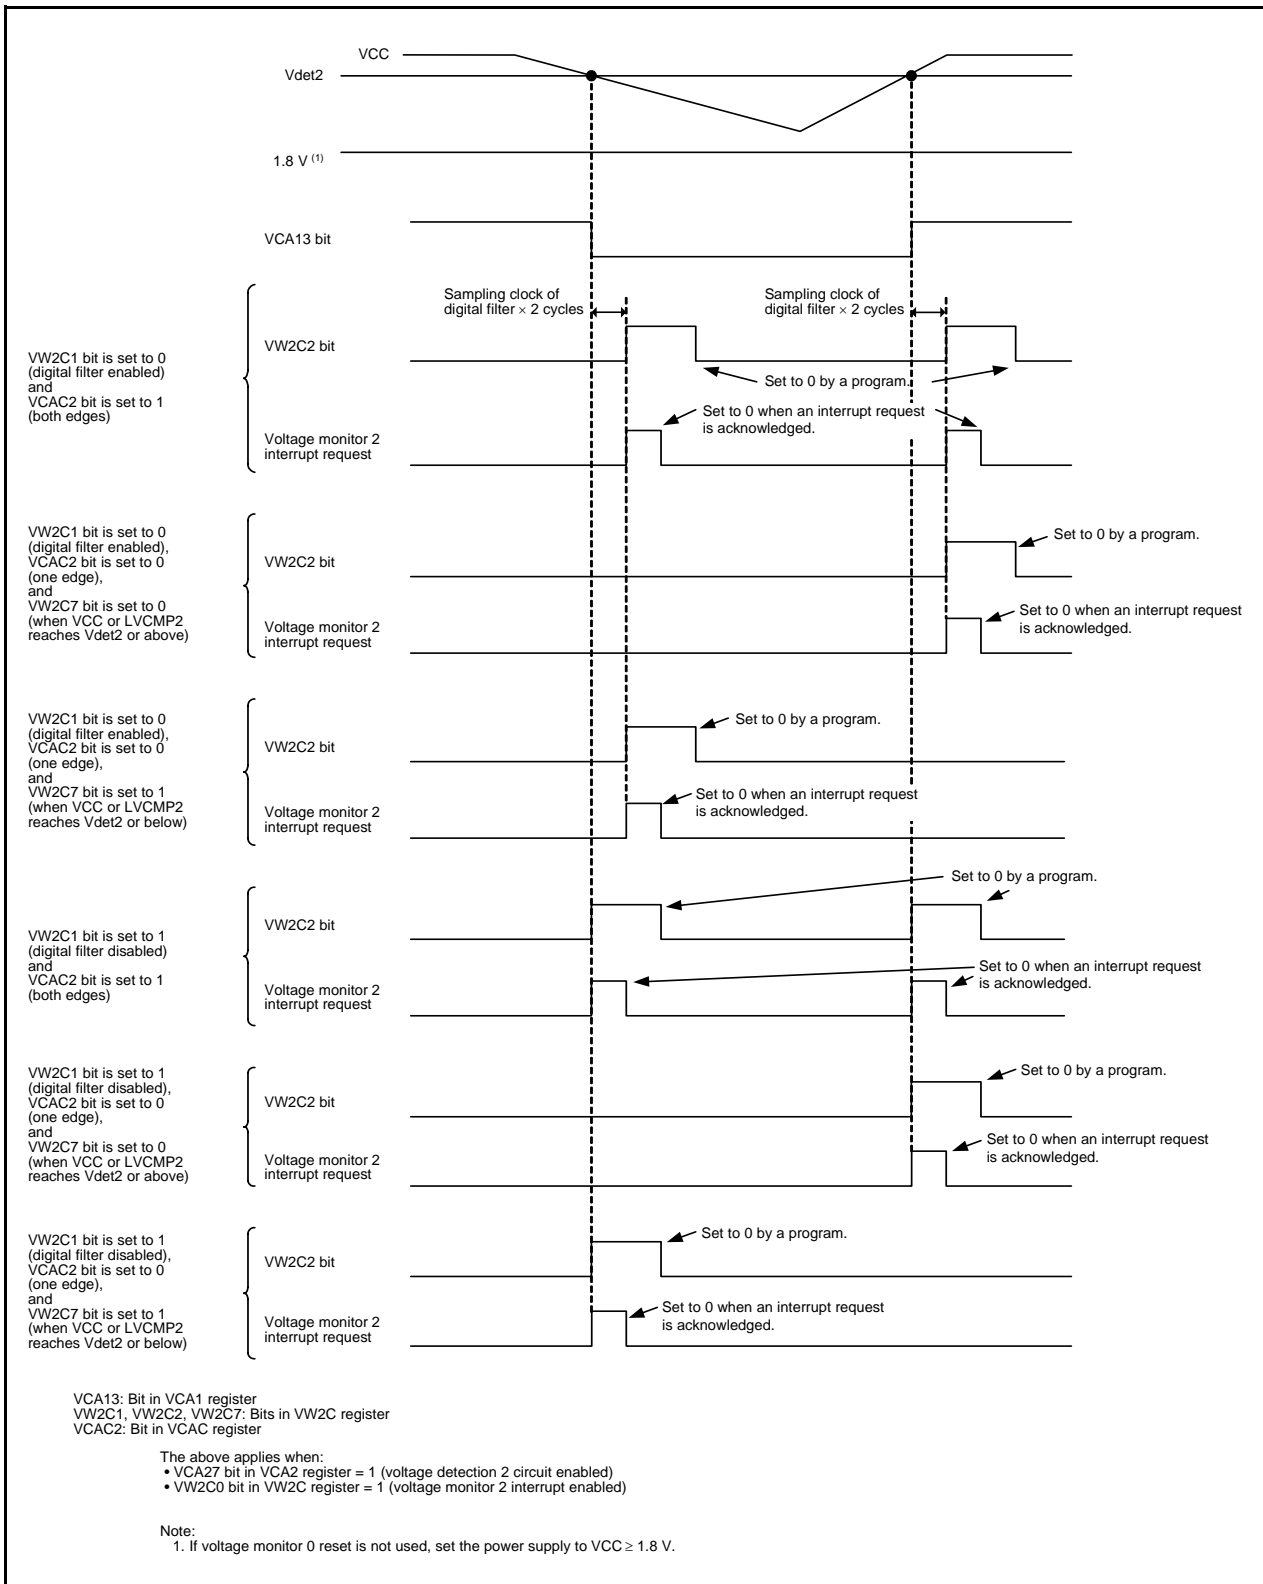 VCC
Vdet2
1.8 V (1)
VCA13 bit
Sampling clock of
digital filter × 2 cycles
Sampling clock of
digital filter × 2 cycles
VW2C1 bit is set to 0
(digital filter enabled)
and
VCAC2 bit is set to 1
(both edges)
VW2C2 bit
Set to 0 by a program.
Voltage monitor 2
interrupt request
Set to 0 when an interrupt request
is acknowledged.
VW2C1 bit is set to 0
(digital filter enabled),
VCAC2 bit is set to 0
(one edge),
and
VW2C7 bit is set to 0
(when VCC or LVCMP2
reaches Vdet2 or above)
VW2C2 bit
Set to 0 by a program.
Voltage monitor 2
interrupt request
Set to 0 when an interrupt request
is acknowledged.
VW2C1 bit is set to 0
(digital filter enabled),
VCAC2 bit is set to 0
(one edge),
and
VW2C7 bit is set to 1
(when VCC or LVCMP2
reaches Vdet2 or below)
VW2C2 bit
Set to 0 by a program.
Voltage monitor 2
interrupt request
Set to 0 when an interrupt request
is acknowledged.
VW2C1 bit is set to 1
(digital filter disabled)
and
VCAC2 bit is set to 1
(both edges)
VW2C2 bit
Set to 0 by a program.
Voltage monitor 2
interrupt request
Set to 0 when an interrupt request
is acknowledged.
VW2C1 bit is set to 1
(digital filter disabled),
VCAC2 bit is set to 0
(one edge),
and
VW2C7 bit is set to 0
(when VCC or LVCMP2
reaches Vdet2 or above)
VW2C2 bit
Set to 0 by a program.
Voltage monitor 2
interrupt request
Set to 0 when an interrupt request
is acknowledged.
VW2C1 bit is set to 1
(digital filter disabled),
VCAC2 bit is set to 0
(one edge),
and
VW2C7 bit is set to 1
(when VCC or LVCMP2
reaches Vdet2 or below)
VW2C2 bit
Set to 0 by a program.
Voltage monitor 2
interrupt request
Set to 0 when an interrupt request
is acknowledged.
VCA13: Bit in VCA1 register
VW2C1, VW2C2, VW2C7: Bits in VW2C register
VCAC2: Bit in VCAC register
The above applies when:
• VCA27 bit in VCA2 register = 1 (voltage detection 2 circuit enabled)
• VW2C0 bit in VW2C register = 1 (voltage monitor 2 interrupt enabled)
Note:
1. If voltage monitor 0 reset is not used, set the power supply to VCC ≥ 1.8 V.